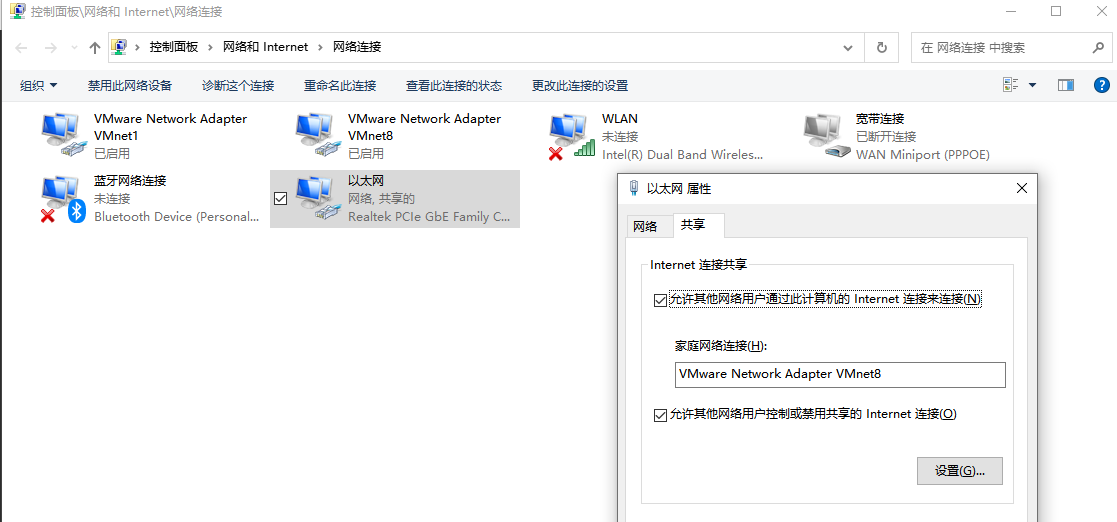 控制面板\网络和 Internet\网络连接
控制面板 › 网络和 Internet › 网络连接
在 网络连接 中搜索
组织 禁用此网络设备 诊断这个连接 重命名此连接 查看此连接的状态 更改此连接的设置
VMware Network Adapter
VMnet1
已启用
VMware Network Adapter
VMnet8
已启用
WLAN
未连接
Intel(R) Dual Band Wireles...
宽带连接
已断开连接
WAN Miniport (PPPOE)
蓝牙网络连接
未连接
Bluetooth Device (Personal...
以太网
网络, 共享的
Realtek PCIe GbE Family C...
以太网 属性
网络 共享
Internet 连接共享
允许其他网络用户通过此计算机的 Internet 连接来连接(N)
家庭网络连接(H):
VMware Network Adapter VMnet8
允许其他网络用户控制或禁用共享的 Internet 连接(O)
设置(G)...